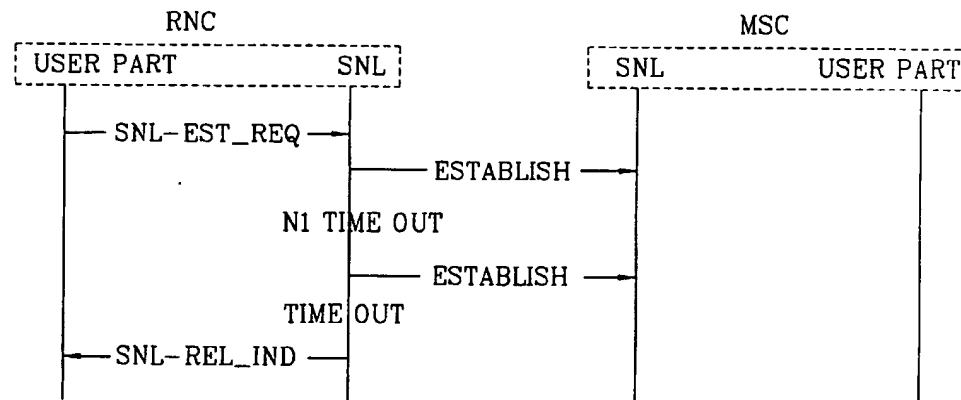 RNC
MSC
USER PART SNL
SNL USER PART
SNL-EST_REQ
ESTABLISH
N1 TIME OUT
ESTABLISH
TIME OUT
SNL-REL_IND